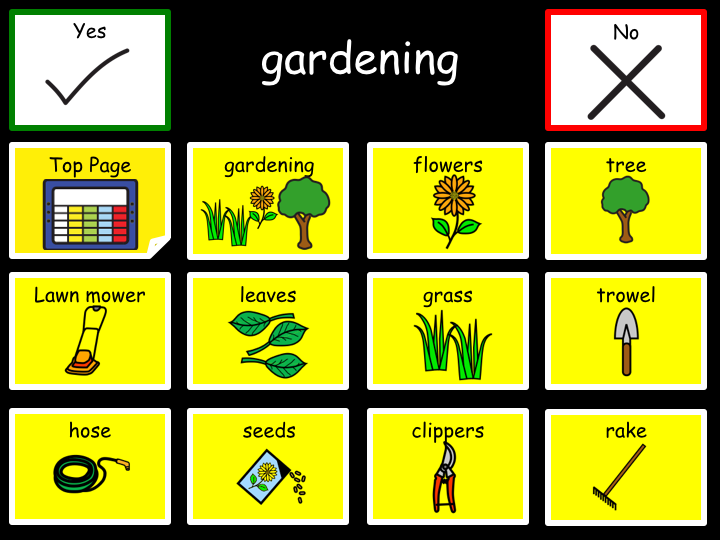 Yes
gardening
No
Top Page
gardening
flowers
tree
Lawn mower
leaves
grass
trowel
hose
seeds
clippers
rake